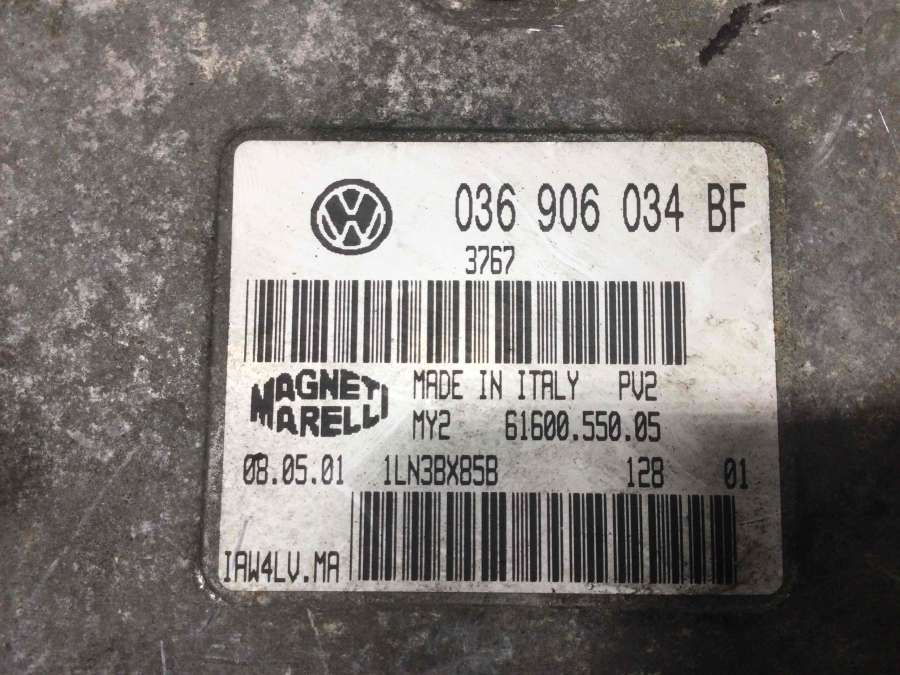 036 906 034 BF
3767
MAGNETI MARELLI
MADE IN ITALY PV2
MY2 61600.550.05
08.05.01 1LN3BX85B 128 01
IAW4LV.MA